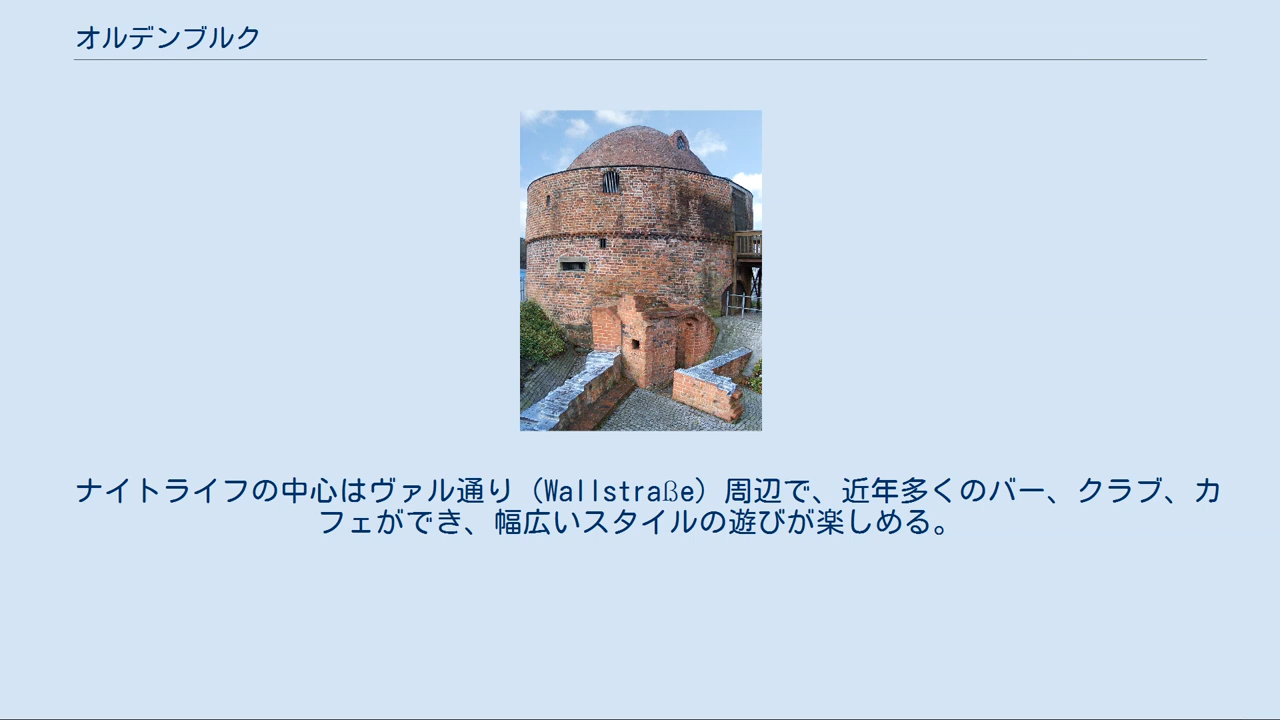 オルデンブルク
ナイトライフの中心はヴァル通り（Wallstraße）周辺で、近年多くのバー、クラブ、カ
フェができ、幅広いスタイルの遊びが楽しめる。